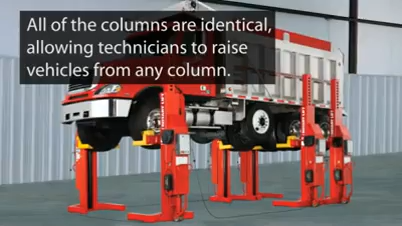 All of the columns are identical,
allowing technicians to raise
vehicles from any column.